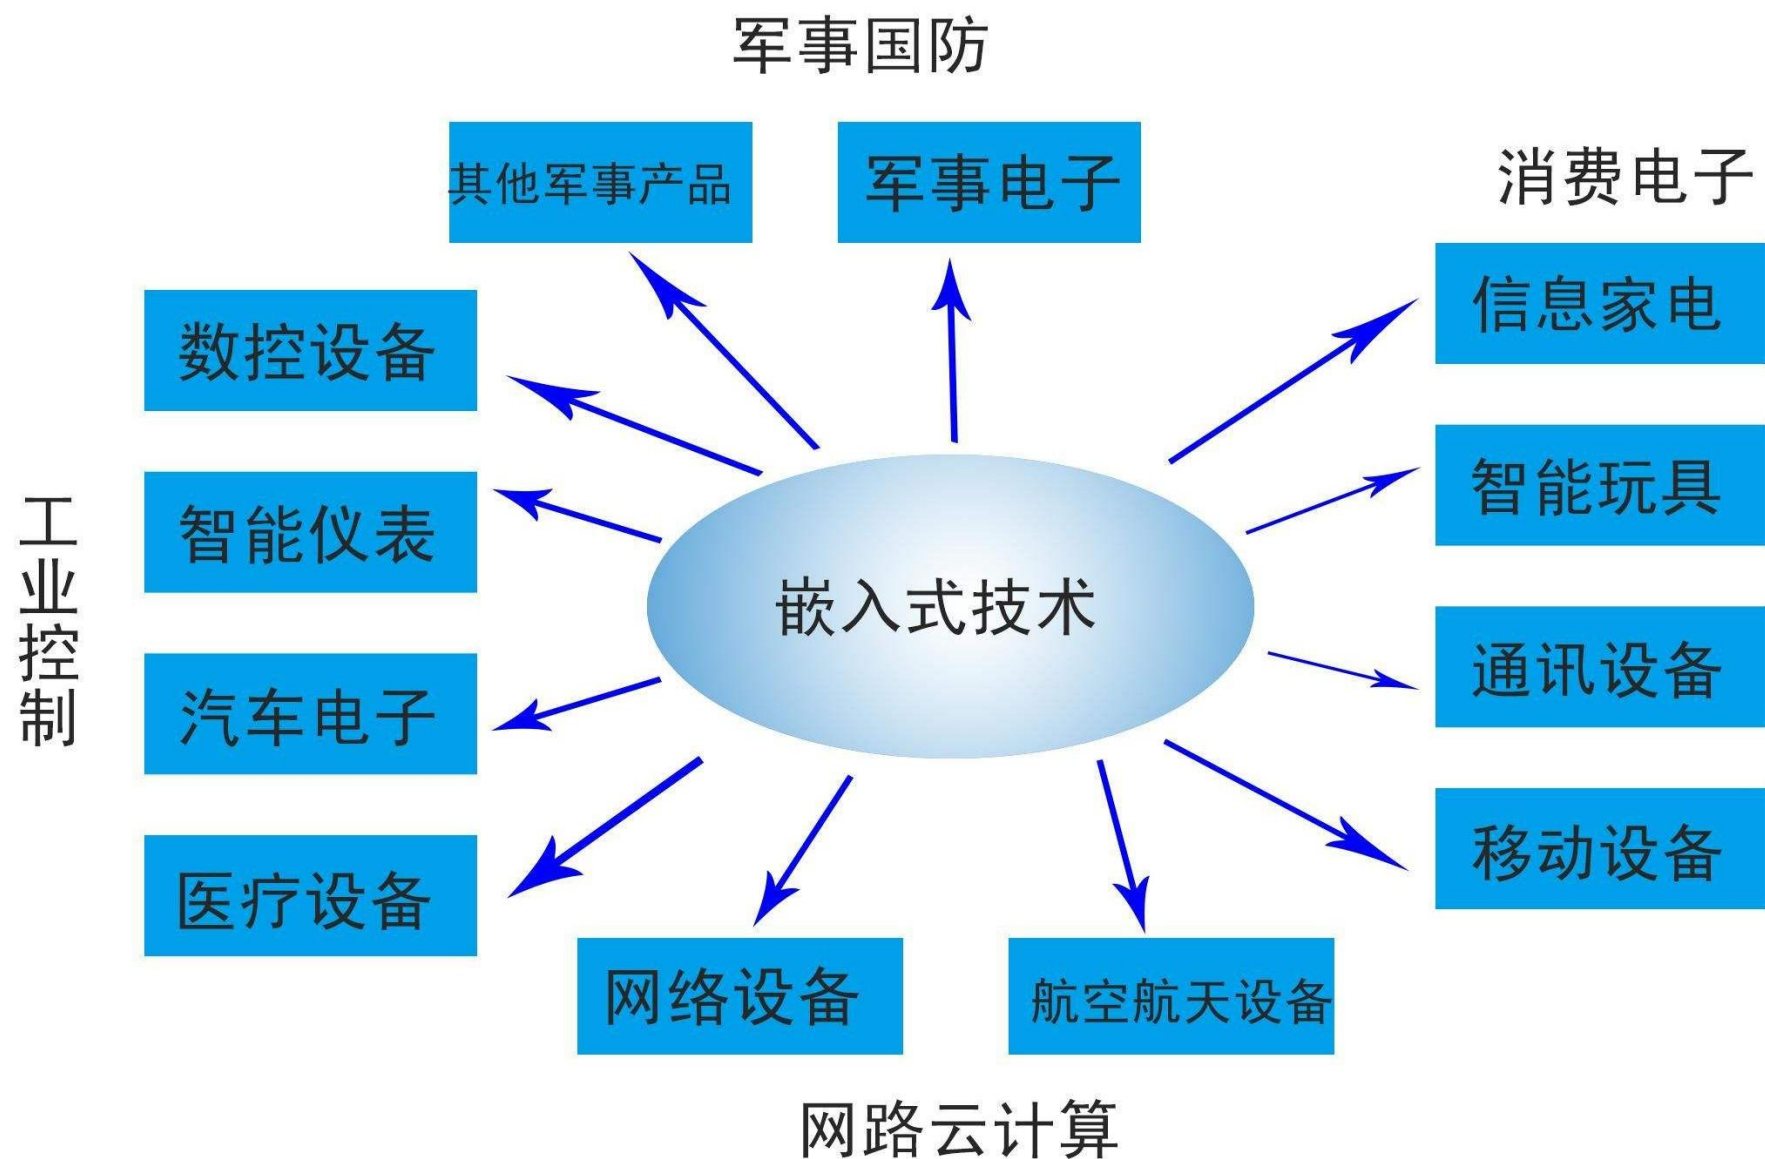 军事国防
其他军事产品
军事电子
消费电子
数控设备
智能仪表
汽车电子
医疗设备
工业控制
嵌入式技术
信息家电
智能玩具
通讯设备
移动设备
网络设备
航空航天设备
网路云计算